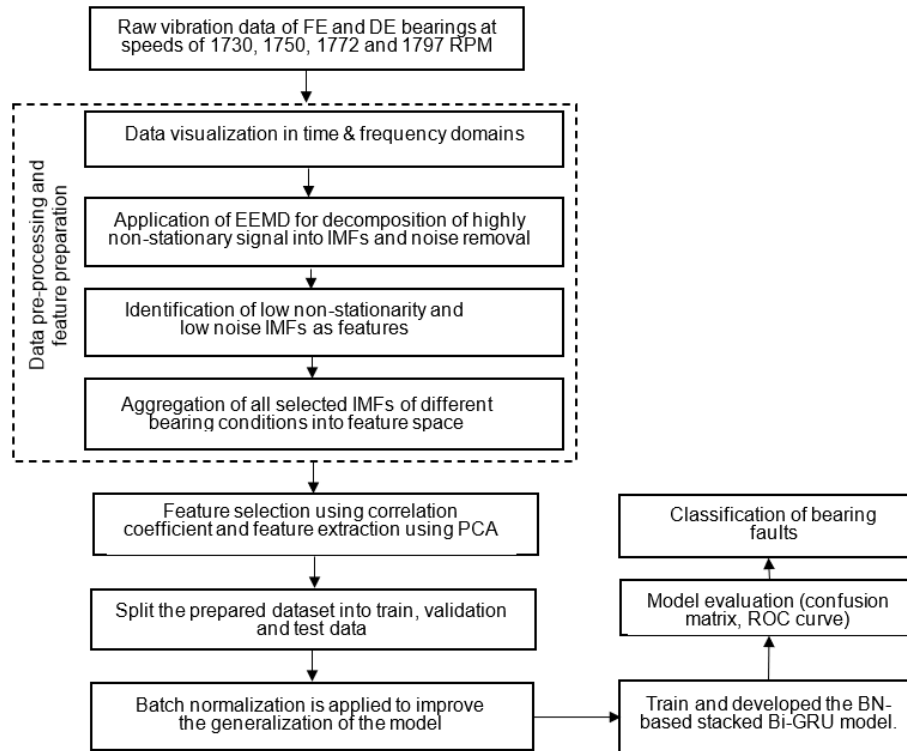 Raw vibration data of FE and DE bearings at
speeds of 1730, 1750, 1772 and 1797 RPM
Data pre-processing and
feature preparation
Data visualization in time & frequency domains
Application of EEMD for decomposition of highly
non-stationary signal into IMFs and noise removal
Identification of low non-stationarity and
low noise IMFs as features
Aggregation of all selected IMFs of different
bearing conditions into feature space
Feature selection using correlation
coefficient and feature extraction using PCA
Split the prepared dataset into train, validation
and test data
Batch normalization is applied to improve
the generalization of the model
Train and developed the BN-
based stacked Bi-GRU model.
Model evaluation (confusion
matrix, ROC curve)
Classification of bearing
faults